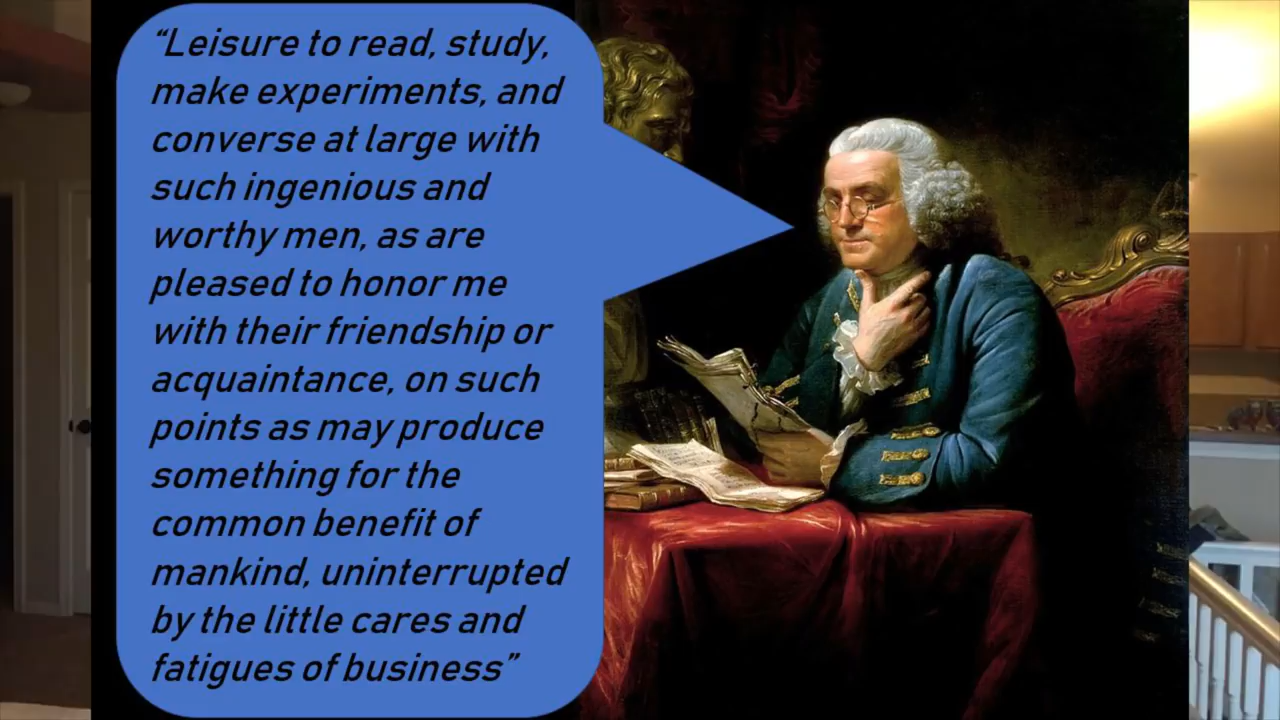 “Leisure to read, study,
make experiments, and
converse at large with
such ingenious and
worthy men, as are
pleased to honor me
with their friendship or
acquaintance, on such
points as may produce
something for the
common benefit of
mankind, uninterrupted
by the little cares and
fatigues of business”